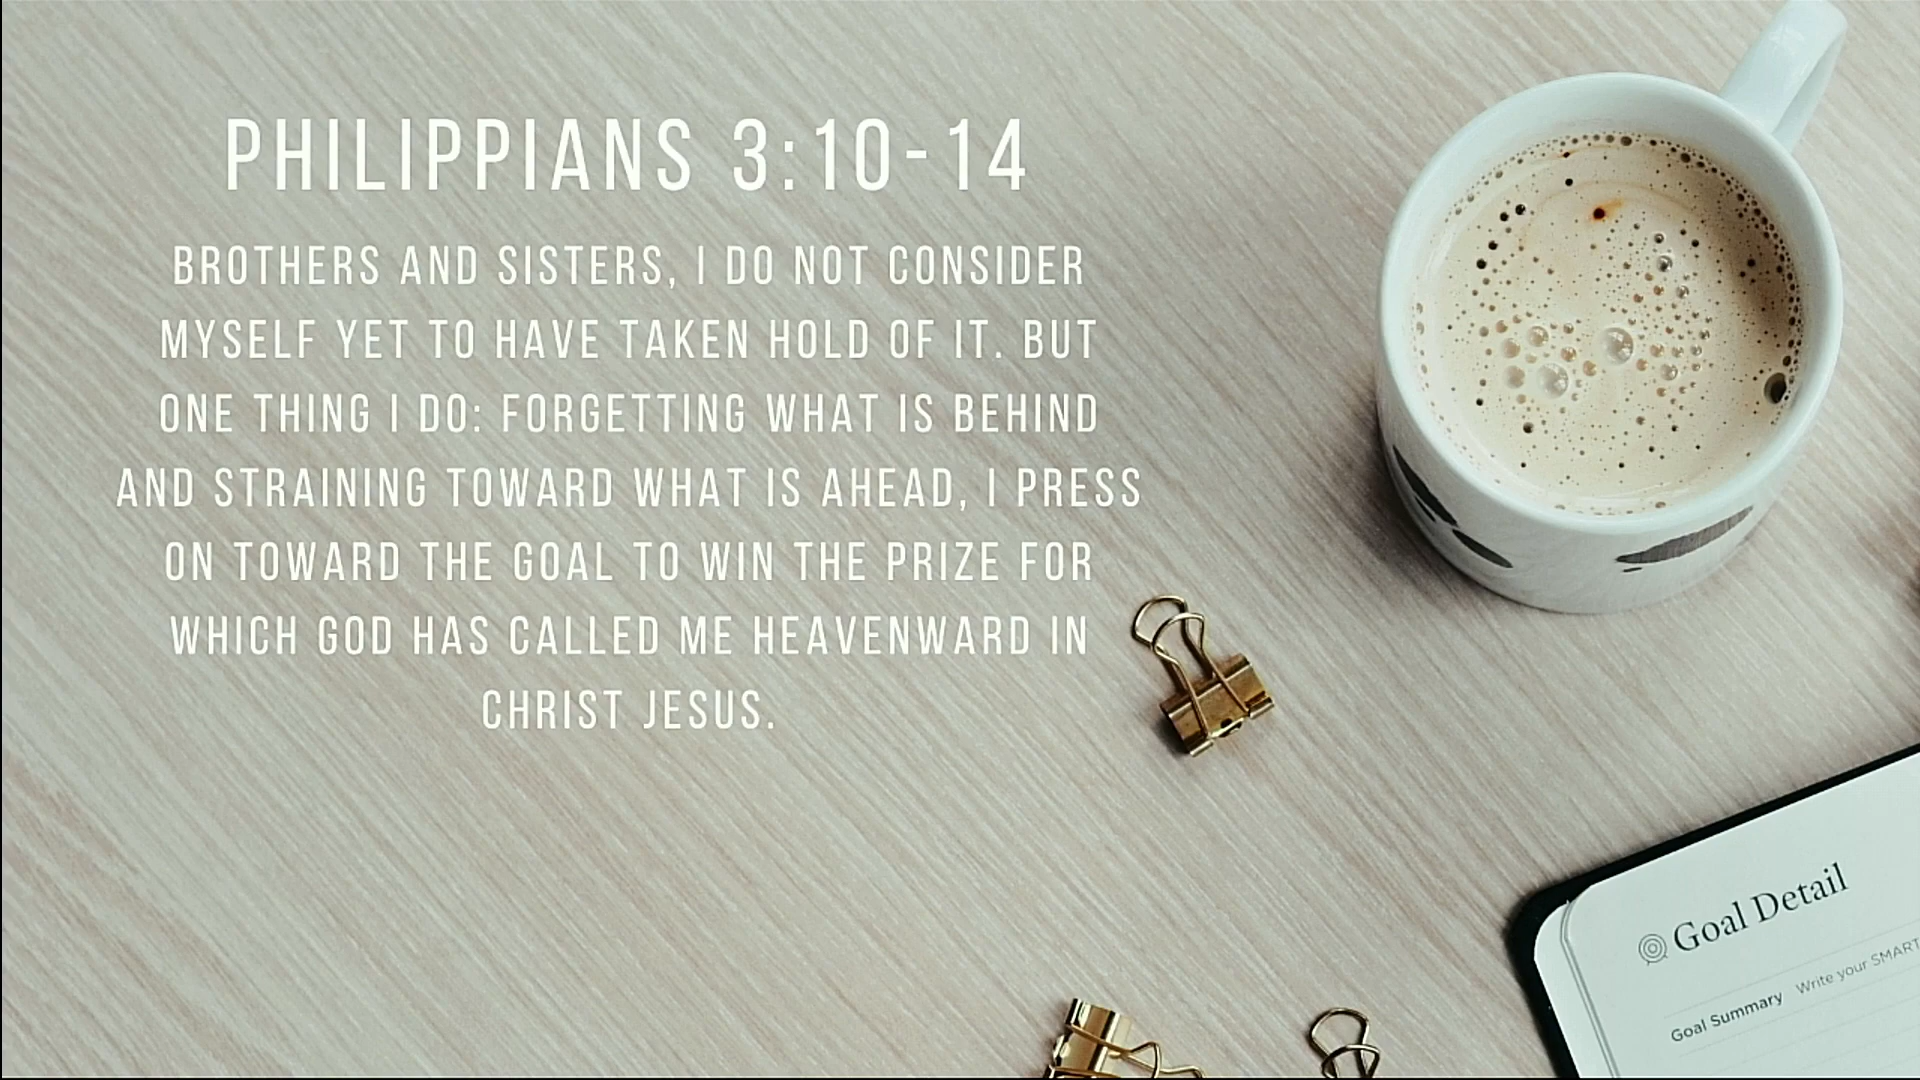 PHILIPPIANS 3:10-14
BROTHERS AND SISTERS, I DO NOT CONSIDER
MYSELF YET TO HAVE TAKEN HOLD OF IT. BUT
ONE THING I DO: FORGETTING WHAT IS BEHIND
AND STRAINING TOWARD WHAT IS AHEAD, I PRESS
ON TOWARD THE GOAL TO WIN THE PRIZE FOR
WHICH GOD HAS CALLED ME HEAVENWARD IN
CHRIST JESUS.
Goal Detail
Goal Summary Write your SMART